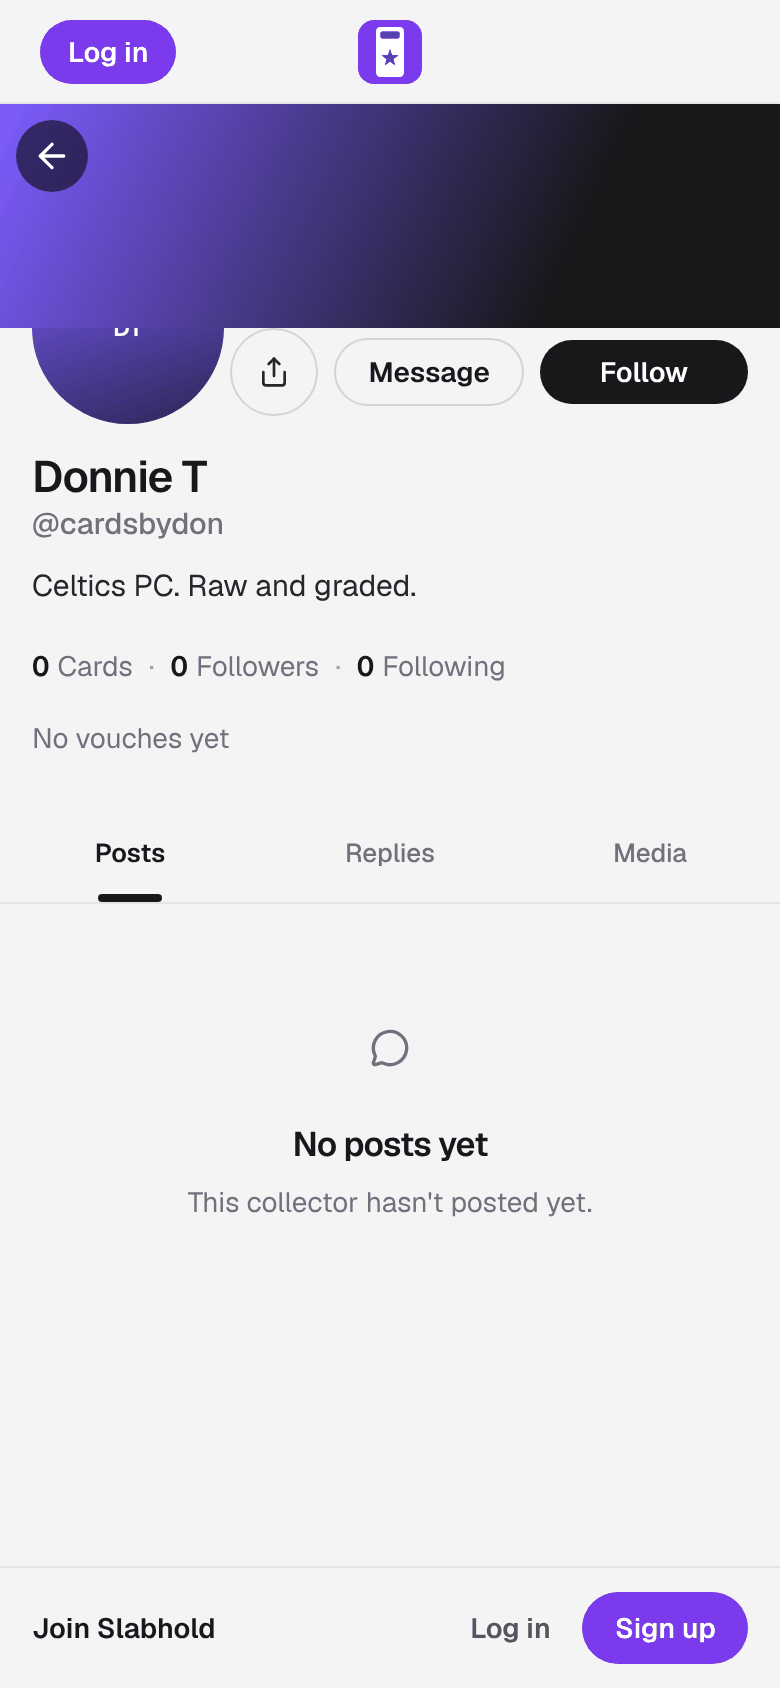 Log in
Message
Follow
Donnie T
@cardsbydon
Celtics PC. Raw and graded.
0 Cards · 0 Followers · 0 Following
No vouches yet
Posts Replies Media
No posts yet
This collector hasn't posted yet.
Join Slabhold Log in Sign up